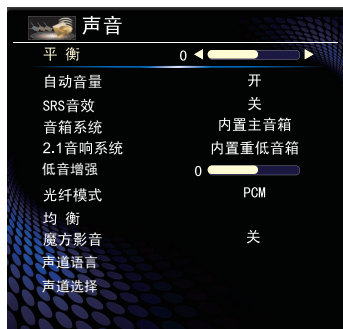 声音
平 衡 0
自动音量 开
SRS音效 关
音箱系统 内置主音箱
2.1音响系统 内置重低音箱
低音增强 0
光纤模式 PCM
均 衡
魔方影音 关
声道语言
声道选择